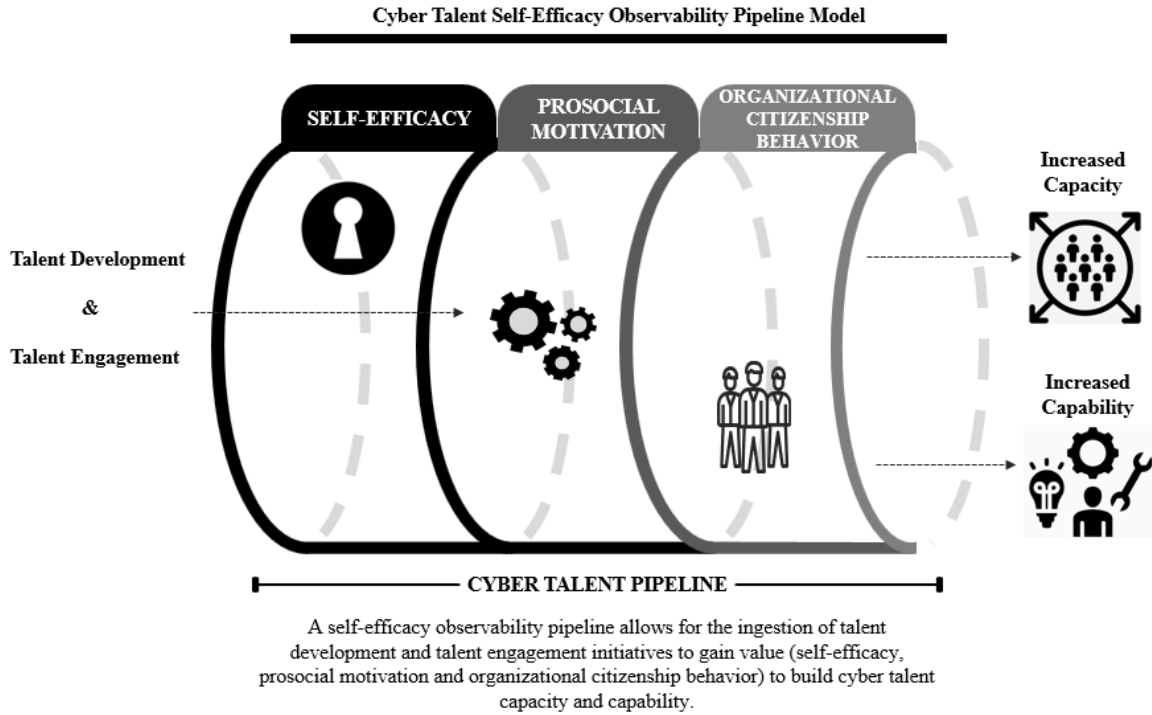 Cyber Talent Self-Efficacy Observability Pipeline Model
SELF-EFFICACY
PROSOCIAL
MOTIVATION
ORGANIZATIONAL
CITIZENSHIP
BEHAVIOR
Talent Development
&
Talent Engagement
Increased
Capacity
Increased
Capability
CYBER TALENT PIPELINE
A self-efficacy observability pipeline allows for the ingestion of talent
development and talent engagement initiatives to gain value (self-efficacy,
prosocial motivation and organizational citizenship behavior) to build cyber talent
capacity and capability.